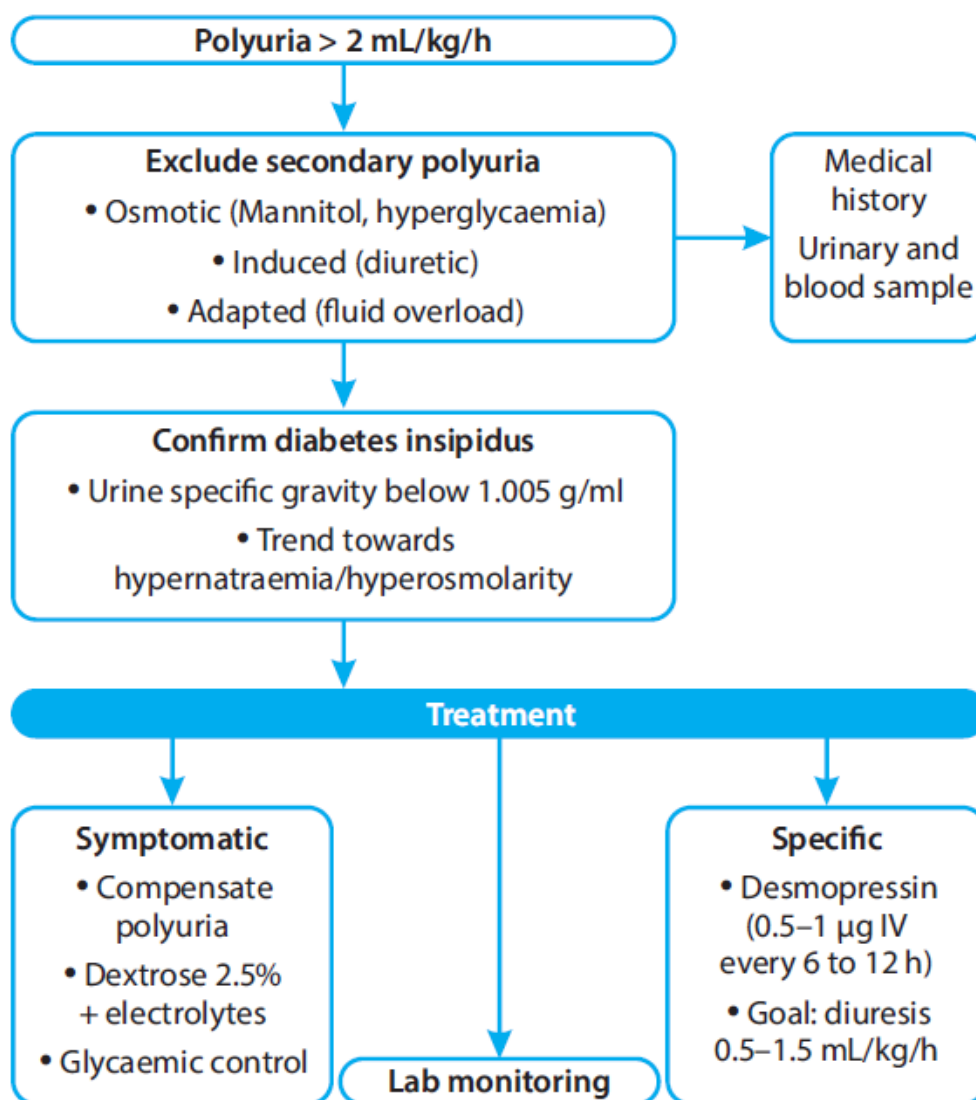 Polyuria > 2 mL/kg/h
Exclude secondary polyuria
• Osmotic (Mannitol, hyperglycaemia)
• Induced (diuretic)
• Adapted (fluid overload)
Medical
history
Urinary and
blood sample
Confirm diabetes insipidus
• Urine specific gravity below 1.005 g/ml
• Trend towards
hypernatraemia/hyperosmolarity
Treatment
Symptomatic
• Compensate
polyuria
• Dextrose 2.5%
+ electrolytes
• Glycaemic control
Lab monitoring
Specific
• Desmopressin
(0.5–1 µg IV
every 6 to 12 h)
• Goal: diuresis
0.5–1.5 mL/kg/h